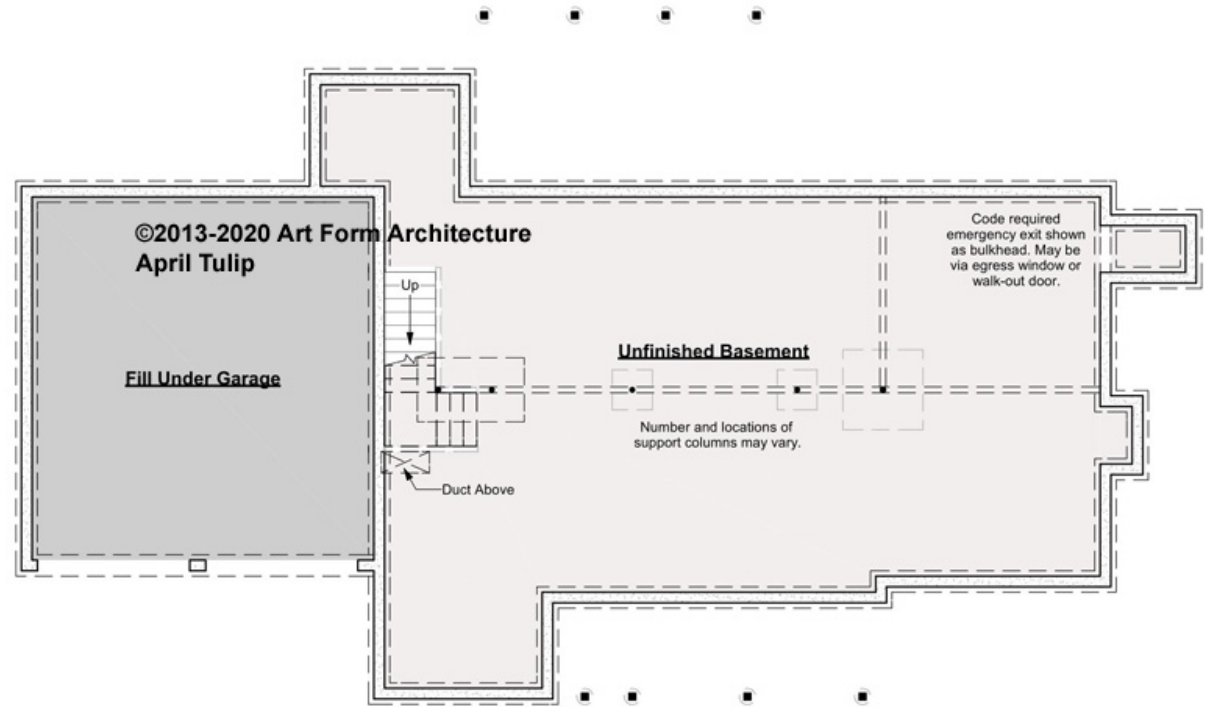 ©2013-2020 Art Form Architecture
April Tulip
Code required
emergency exit shown
as bulkhead. May be
via egress window or
walk-out door.
Up
Unfinished Basement
Fill Under Garage
Number and locations of
support columns may vary.
Duct Above